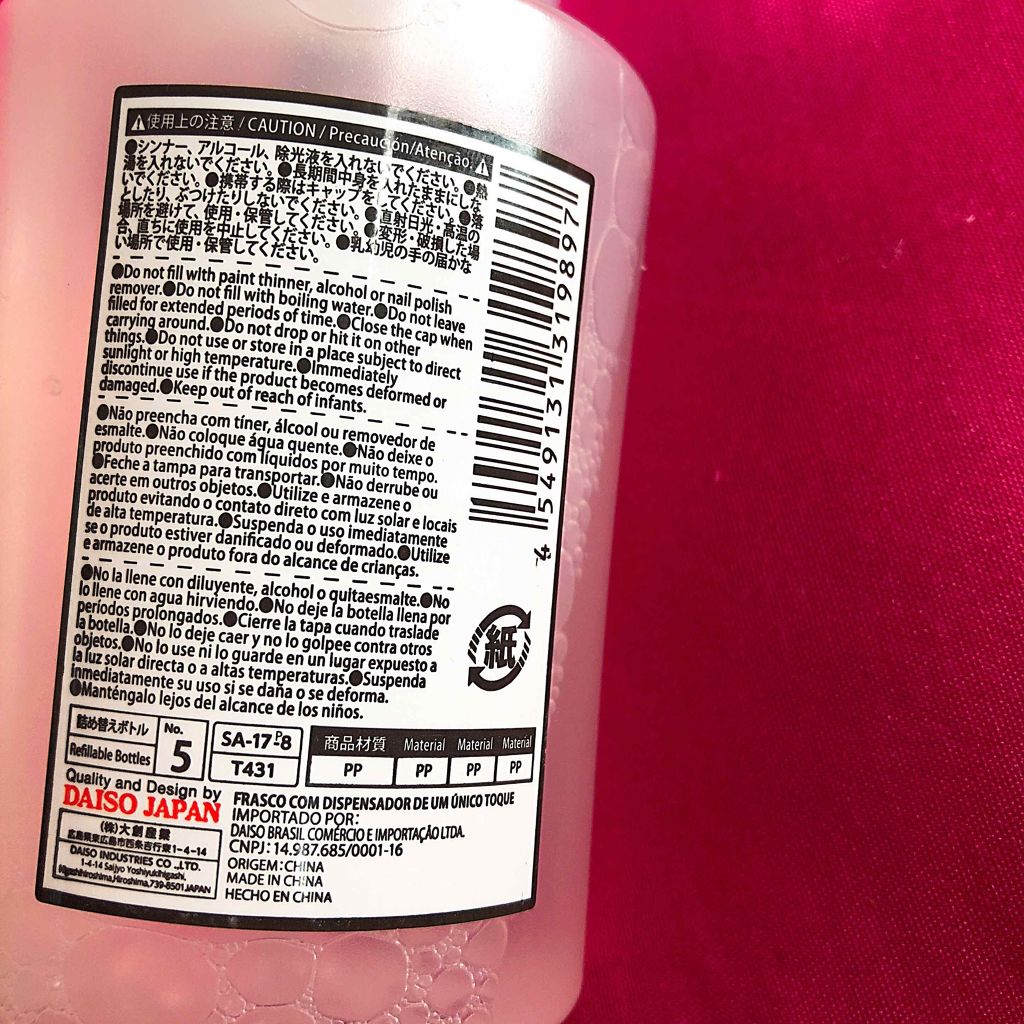 ⚠使用上の注意 / CAUTION / Precaución/Atenção⚠
●シンナー、アルコール、除光液を入れないでください。●熱
湯を入れないでください。●長期間中身を入れたままにしな
いでください。●携帯する際はキャップをしてください。●落
としたり、ぶつけたりしないでください。●直射日光・高温の
場所を避けて、使用・保管してください。●変形・破損した場
合、直ちに使用を中止してください。●乳幼児の手の届かな
い場所で使用・保管してください。
●Do not fill with paint thinner, alcohol or nail polish
remover.●Do not fill with boiling water.●Do not leave
filled for extended periods of time.●Close the cap when
carrying around.●Do not drop or hit it on other
things.●Do not use or store in a place subject to direct
sunlight or high temperature.●Immediately
discontinue use if the product becomes deformed or
damaged.●Keep out of reach of infants.
●Não preencha com tíner, álcool ou removedor de
esmalte.●Não coloque água quente.●Não deixe o
produto preenchido com líquidos por muito tempo.
●Feche a tampa para transportar.●Não derrube ou
acerte em outros objetos.●Utilize e armazene o
produto evitando o contato direto com luz solar e locais
de alta temperatura.●Suspenda o uso imediatamente
se o produto estiver danificado ou deformado.●Utilize
e armazene o produto fora do alcance de crianças.
●No la llene con diluyente, alcohol o quitaesmalte.●No
lo llene con agua hirviendo.●No deje la botella llena por
períodos prolongados.●Cierre la tapa cuando traslade
la botella.●No lo deje caer y no lo golpee contra otros
objetos.●No lo use ni lo guarde en un lugar expuesto a
la luz solar directa o a altas temperaturas.●Suspenda
inmediatamente su uso si se daña o se deforma.
●Manténgalo lejos del alcance de los niños.
4 549131 319897
紙
詰め替えボトル
Refillable Bottles
No.
5
SA-17-P-8
T431
商品材質 Material Material Material
PP PP PP PP
Quality and Design by
DAISO JAPAN
(株)大創産業
広島県東広島市西条吉行東1-4-14
DAISO INDUSTRIES CO.,LTD.
1-4-14 Saijyo Yoshiyukihigashi,
Higashihiroshima,Hiroshima,739-8501,JAPAN
FRASCO COM DISPENSADOR DE UM ÚNICO TOQUE
IMPORTADO POR:
DAISO BRASIL COMÉRCIO E IMPORTAÇÃO LTDA.
CNPJ: 14.987.685/0001-16
ORIGEM:CHINA
MADE IN CHINA
HECHO EN CHINA